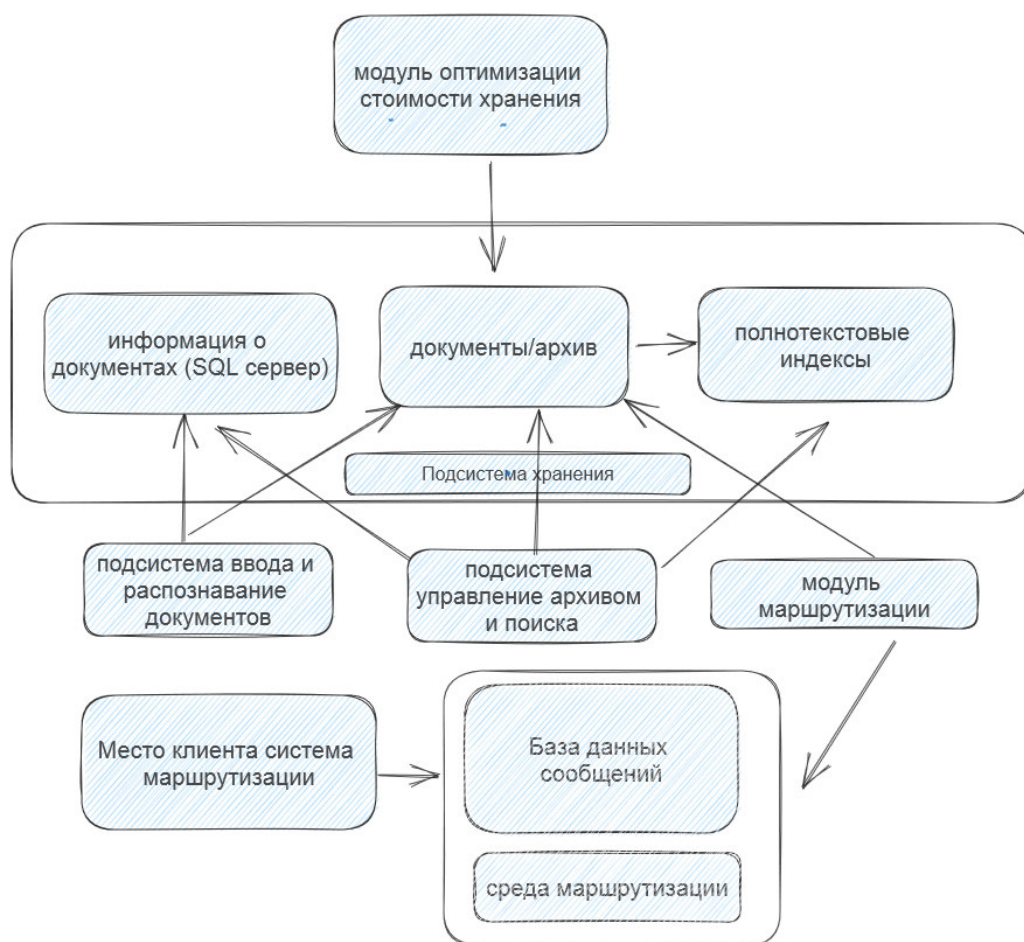 модуль оптимизации
стоимости хранения
информация о
документах (SQL сервер)
документы/архив
полнотекстовые
индексы
Подсистема хранения
подсистема ввода и
распознавание
документов
подсистема
управление архивом
и поиска
модуль
маршрутизации
Место клиента система
маршрутизации
База данных
сообщений
среда маршрутизации